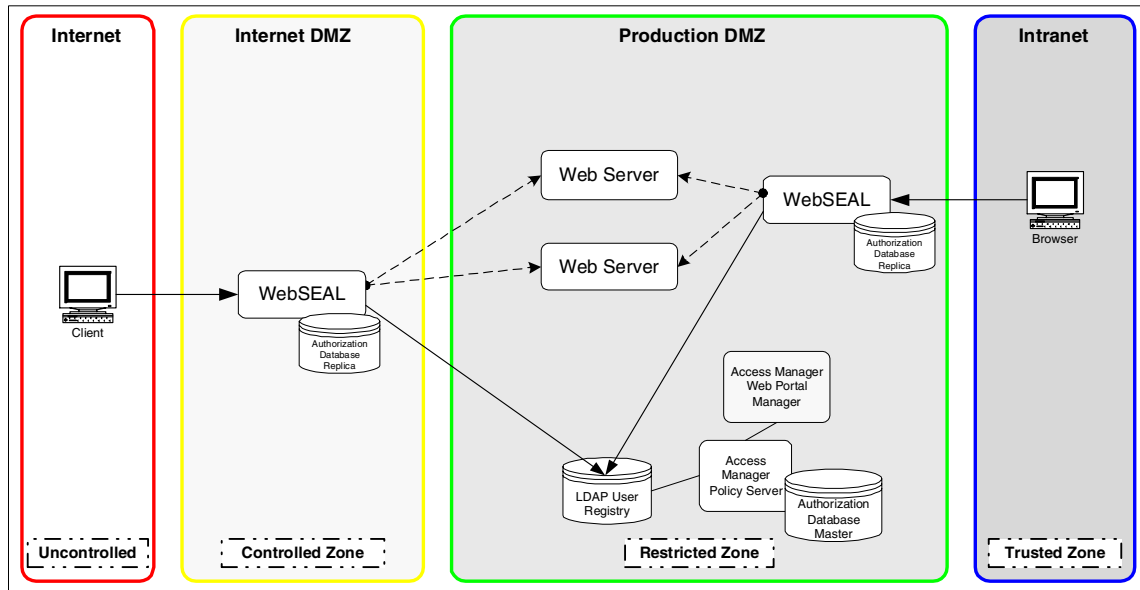 Internet
Internet DMZ
Production DMZ
Intranet
Web Server
WebSEAL
Authorization
Database
Replica
Browser
Web Server
Client
WebSEAL
Authorization
Database
Replica
Access Manager
Web Portal
Manager
Access
Manager
Policy Server
LDAP User
Registry
Authorization
Database
Master
Uncontrolled
Controlled Zone
Restricted Zone
Trusted Zone